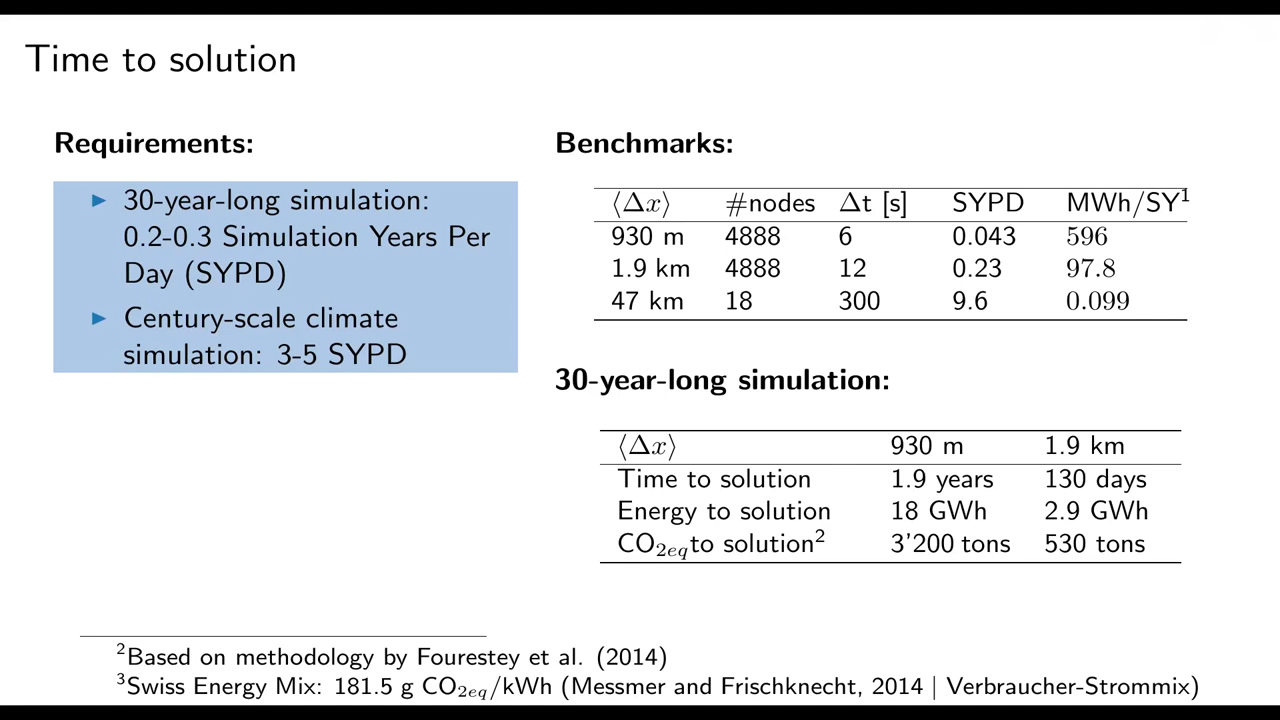 Time to solution
Requirements:
▶ 30-year-long simulation:
0.2-0.3 Simulation Years Per
Day (SYPD)
▶ Century-scale climate
simulation: 3-5 SYPD
Benchmarks:
⟨Δx⟩ #nodes Δt [s] SYPD MWh/SY¹
930 m 4888 6 0.043 596
1.9 km 4888 12 0.23 97.8
47 km 18 300 9.6 0.099
30-year-long simulation:
⟨Δx⟩ 930 m 1.9 km
Time to solution 1.9 years 130 days
Energy to solution 18 GWh 2.9 GWh
CO₂eq to solution² 3'200 tons 530 tons
²Based on methodology by Fourestey et al. (2014)
³Swiss Energy Mix: 181.5 g CO₂eq/kWh (Messmer and Frischknecht, 2014 | Verbraucher-Strommix)